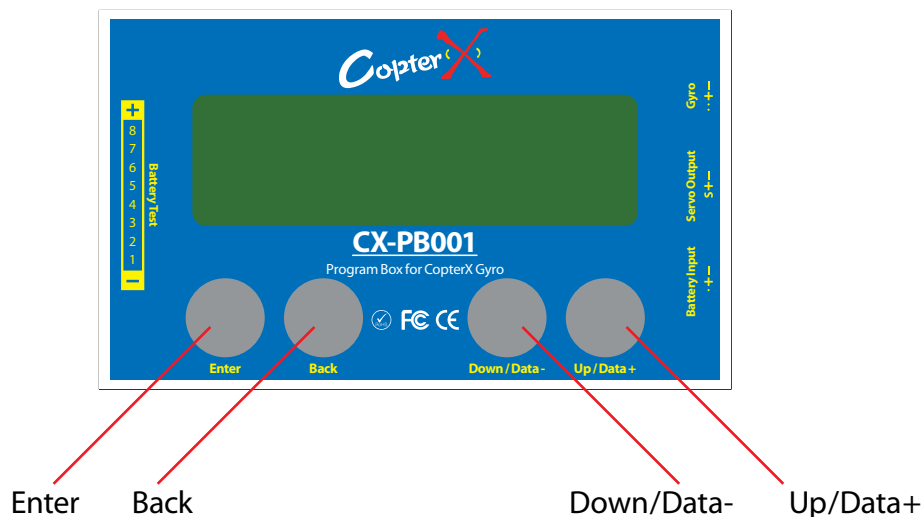 CopterX
+
8
7
6
5
4
3
2
1
−
Battery Test
Gyro
· · + −
Servo Output
S + −
Battery Input
· + −
CX-PB001
Program Box for CopterX Gyro
FC CE
Enter
Back
Down / Data -
Up / Data +
Enter
Back
Down/Data-
Up/Data+